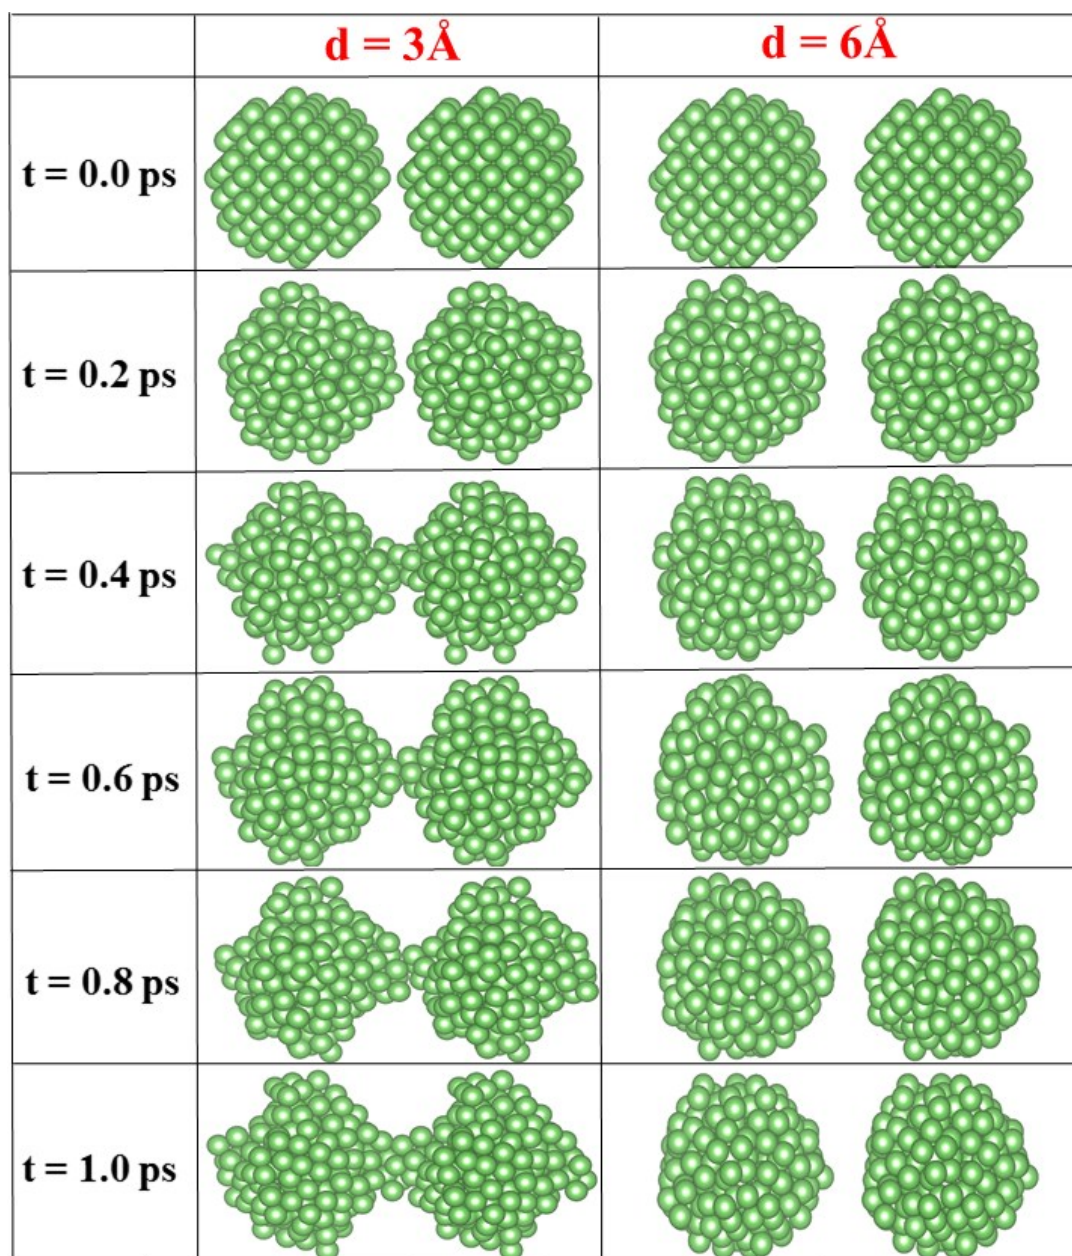 d = 3Å
d = 6Å
t = 0.0 ps
t = 0.2 ps
t = 0.4 ps
t = 0.6 ps
t = 0.8 ps
t = 1.0 ps